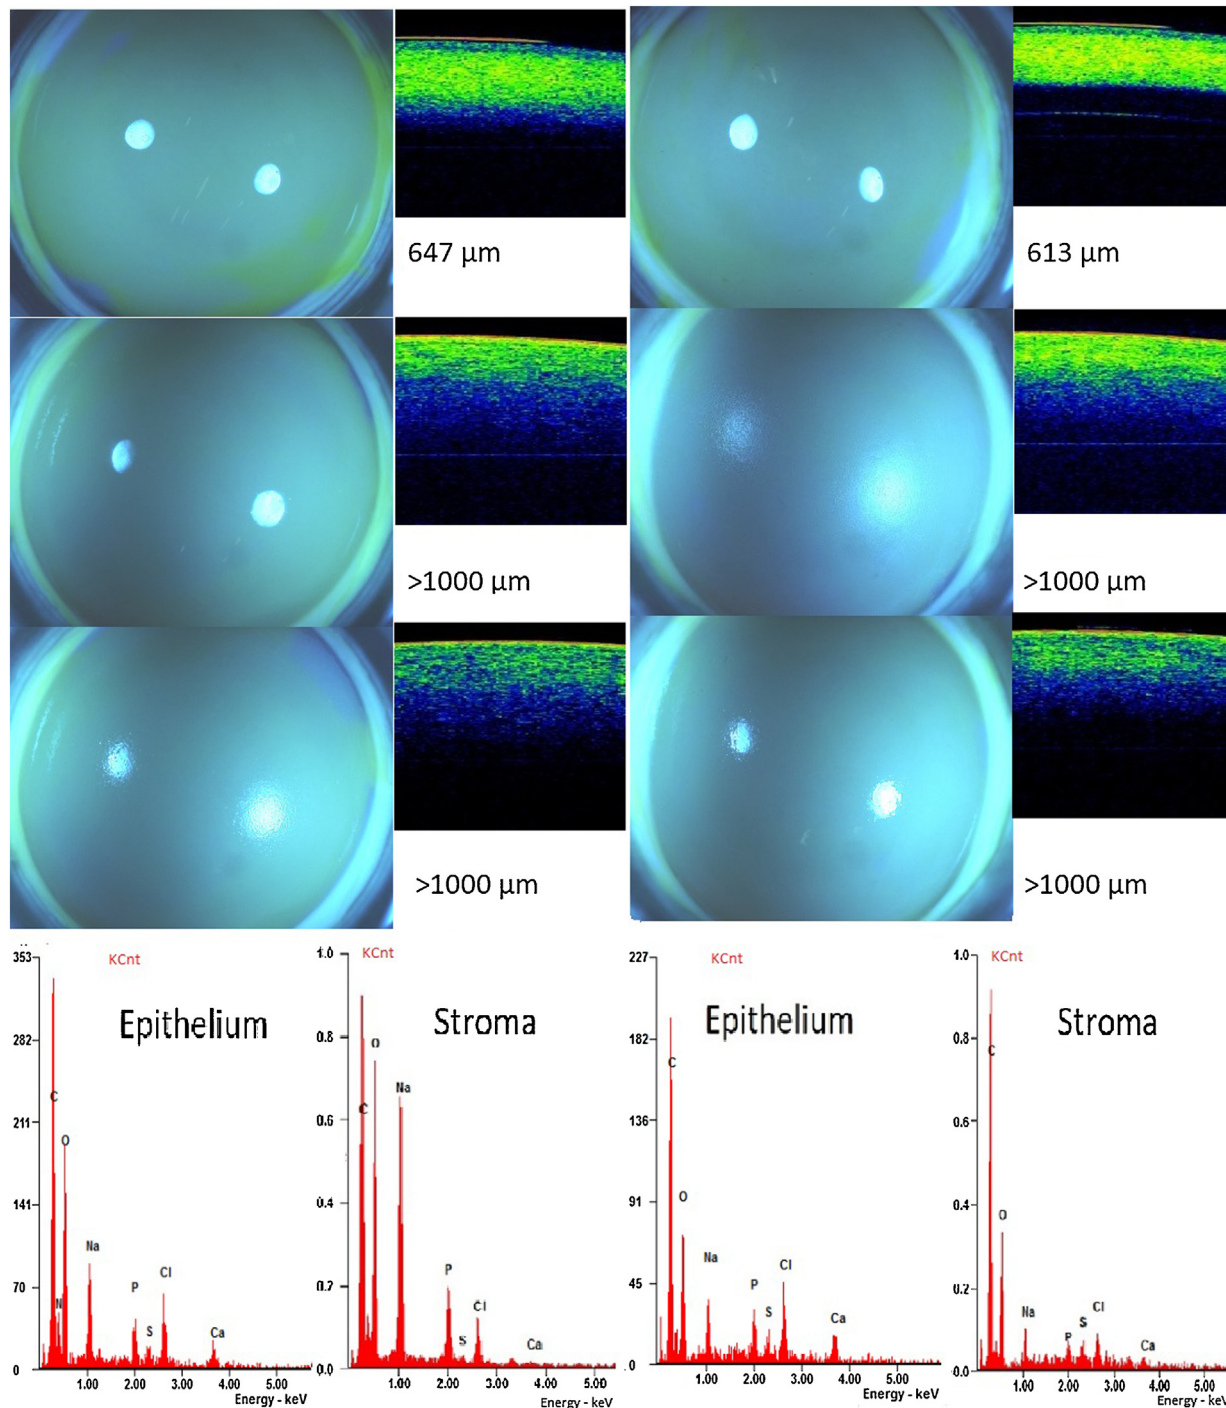 647 µm
613 µm
>1000 µm
>1000 µm
>1000 µm
>1000 µm
KCnt
KCnt
KCnt
KCnt
Epithelium
Stroma
Epithelium
Stroma
353
282
211
141
70
0
C
N
O
Na
P
S
Cl
Ca
1.00 2.00 3.00 4.00 5.00
Energy - keV
1.0
0.8
0.6
0.4
0.2
0.0
C
O
Na
P
S
Cl
Ca
1.00 2.00 3.00 4.00 5.00
Energy - keV
227
182
136
91
45
0
C
O
Na
P
S
Cl
Ca
1.00 2.00 3.00 4.00 5.00
Energy - keV
1.0
0.8
0.6
0.4
0.2
0.0
C
O
Na
P
S
Cl
Ca
1.00 2.00 3.00 4.00 5.00
Energy - keV